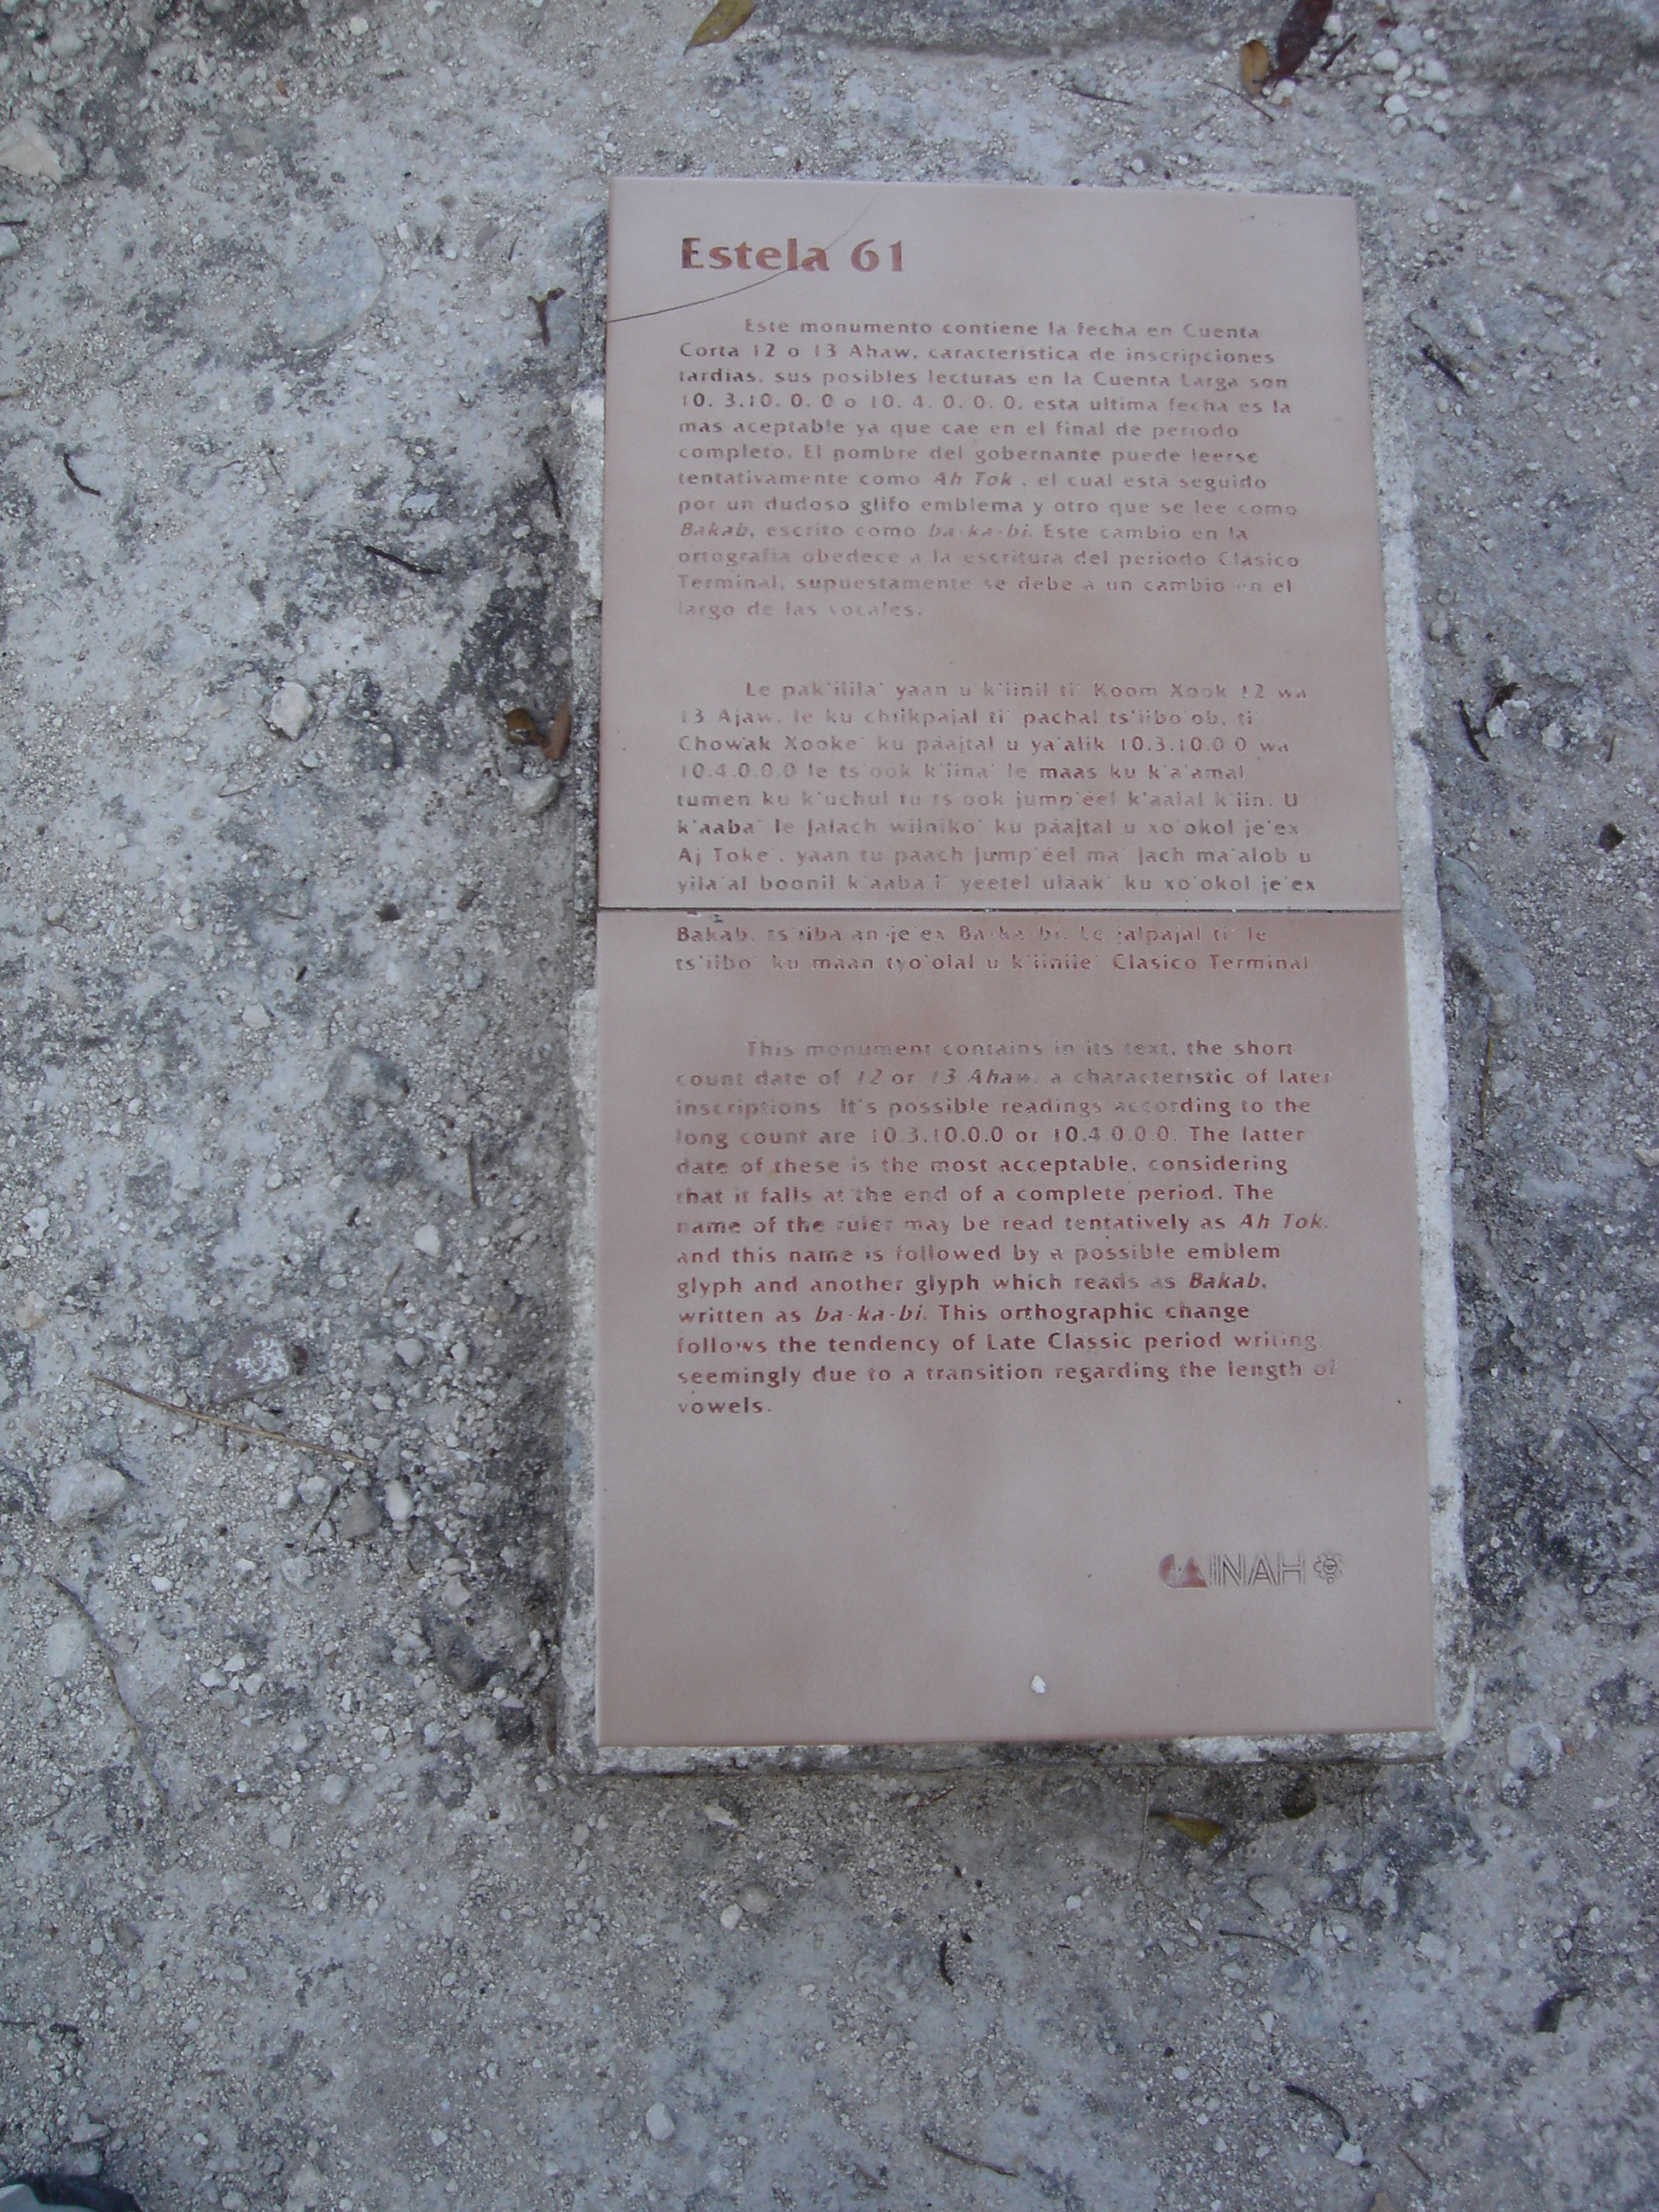 Estela 61
Este monumento contiene la fecha en Cuenta
Corta 12 o 13 Ahaw, característica de inscripciones
tardías, sus posibles lecturas en la Cuenta Larga son
10. 3.10. 0. 0 o 10. 4. 0. 0. 0, esta última fecha es la
más aceptable ya que cae en el final de período
completo. El nombre del gobernante puede leerse
tentativamente como Ah Tok , el cual está seguido
por un dudoso glifo emblema y otro que se lee como
Bakab, escrito como ba-ka-bi. Este cambio en la
ortografía obedece a la escritura del período Clásico
Terminal, supuestamente se debe a un cambio en el
largo de las vocales.
Le pak'ilila' yaan u k'iinil ti' Koom Xook 12 wa
13 Ajaw, le ku chíikpajal ti' pachal ts'íibo'ob, ti'
Chowak Xooke' ku páajtal u ya'alik 10.3.10.0.0 wa
10.4.0.0.0 le ts'ook k'iina' le maas ku k'a'amal
tumen ku k'uchul tu ts'ook jump'éel k'aalal k'iin. U
k'aaba' le jalach wíiniko' ku páajtal u xo'okol je'ex
Aj Toke', yaan tu paach jump'éel ma' jach ma'alob u
yila'al boonil k'aaba i' yéetel uláak' ku xo'okol je'ex
Bakab, ts'íiba'an je'ex Ba-ka-bi. Le jalpajal ti' le
ts'íibo' ku máan tyo'olal u k'iinile' Clásico Terminal.
This monument contains in its text, the short
count date of 12 or 13 Ahaw, a characteristic of later
inscriptions. It's possible readings according to the
long count are 10.3.10.0.0 or 10.4.0.0.0. The latter
date of these is the most acceptable, considering
that it falls at the end of a complete period. The
name of the ruler may be read tentatively as Ah Tok,
and this name is followed by a possible emblem
glyph and another glyph which reads as Bakab,
written as ba-ka-bi. This orthographic change
follows the tendency of Late Classic period writing,
seemingly due to a transition regarding the length of
vowels.
INAH